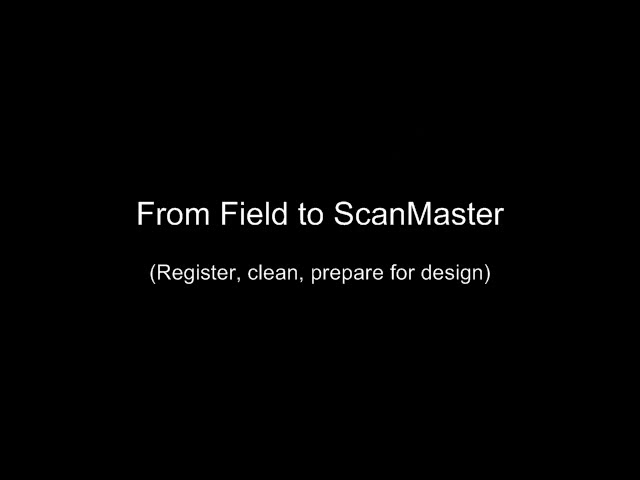 From Field to ScanMaster
(Register, clean, prepare for design)